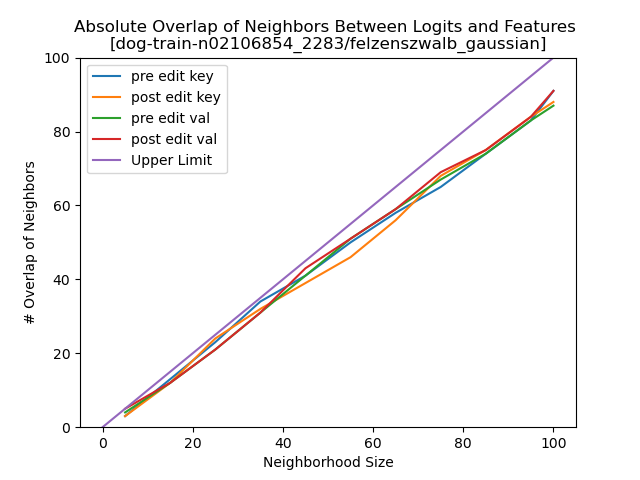 Absolute Overlap of Neighbors Between Logits and Features
[dog-train-n02106854_2283/felzenszwalb_gaussian]
100
80
60
40
20
0
# Overlap of Neighbors
pre edit key
post edit key
pre edit val
post edit val
Upper Limit
0 20 40 60 80 100
Neighborhood Size